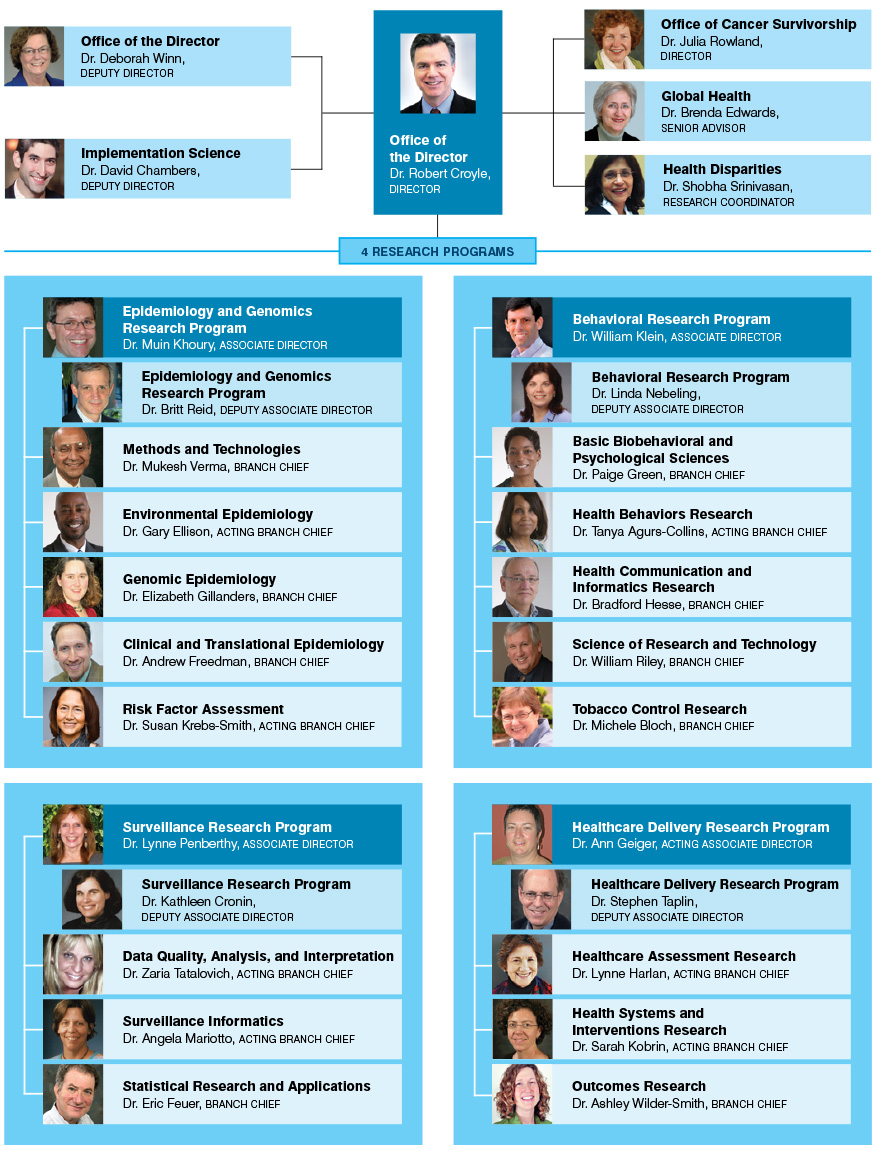 Office of the Director
Dr. Deborah Winn,
DEPUTY DIRECTOR
Implementation Science
Dr. David Chambers,
DEPUTY DIRECTOR
Office of
the Director
Dr. Robert Croyle,
DIRECTOR
Office of Cancer Survivorship
Dr. Julia Rowland,
DIRECTOR
Global Health
Dr. Brenda Edwards,
SENIOR ADVISOR
Health Disparities
Dr. Shobha Srinivasan,
RESEARCH COORDINATOR
4 RESEARCH PROGRAMS
Epidemiology and Genomics
Research Program
Dr. Muin Khoury, ASSOCIATE DIRECTOR
Epidemiology and Genomics
Research Program
Dr. Britt Reid, DEPUTY ASSOCIATE DIRECTOR
Methods and Technologies
Dr. Mukesh Verma, BRANCH CHIEF
Environmental Epidemiology
Dr. Gary Ellison, ACTING BRANCH CHIEF
Genomic Epidemiology
Dr. Elizabeth Gillanders, BRANCH CHIEF
Clinical and Translational Epidemiology
Dr. Andrew Freedman, BRANCH CHIEF
Risk Factor Assessment
Dr. Susan Krebs-Smith, ACTING BRANCH CHIEF
Behavioral Research Program
Dr. William Klein, ASSOCIATE DIRECTOR
Behavioral Research Program
Dr. Linda Nebeling,
DEPUTY ASSOCIATE DIRECTOR
Basic Biobehavioral and
Psychological Sciences
Dr. Paige Green, BRANCH CHIEF
Health Behaviors Research
Dr. Tanya Agurs-Collins, ACTING BRANCH CHIEF
Health Communication and
Informatics Research
Dr. Bradford Hesse, BRANCH CHIEF
Science of Research and Technology
Dr. William Riley, BRANCH CHIEF
Tobacco Control Research
Dr. Michele Bloch, BRANCH CHIEF
Surveillance Research Program
Dr. Lynne Penberthy, ASSOCIATE DIRECTOR
Surveillance Research Program
Dr. Kathleen Cronin,
DEPUTY ASSOCIATE DIRECTOR
Data Quality, Analysis, and Interpretation
Dr. Zaria Tatalovich, ACTING BRANCH CHIEF
Surveillance Informatics
Dr. Angela Mariotto, ACTING BRANCH CHIEF
Statistical Research and Applications
Dr. Eric Feuer, BRANCH CHIEF
Healthcare Delivery Research Program
Dr. Ann Geiger, ACTING ASSOCIATE DIRECTOR
Healthcare Delivery Research Program
Dr. Stephen Taplin,
DEPUTY ASSOCIATE DIRECTOR
Healthcare Assessment Research
Dr. Lynne Harlan, ACTING BRANCH CHIEF
Health Systems and
Interventions Research
Dr. Sarah Kobrin, ACTING BRANCH CHIEF
Outcomes Research
Dr. Ashley Wilder-Smith, BRANCH CHIEF